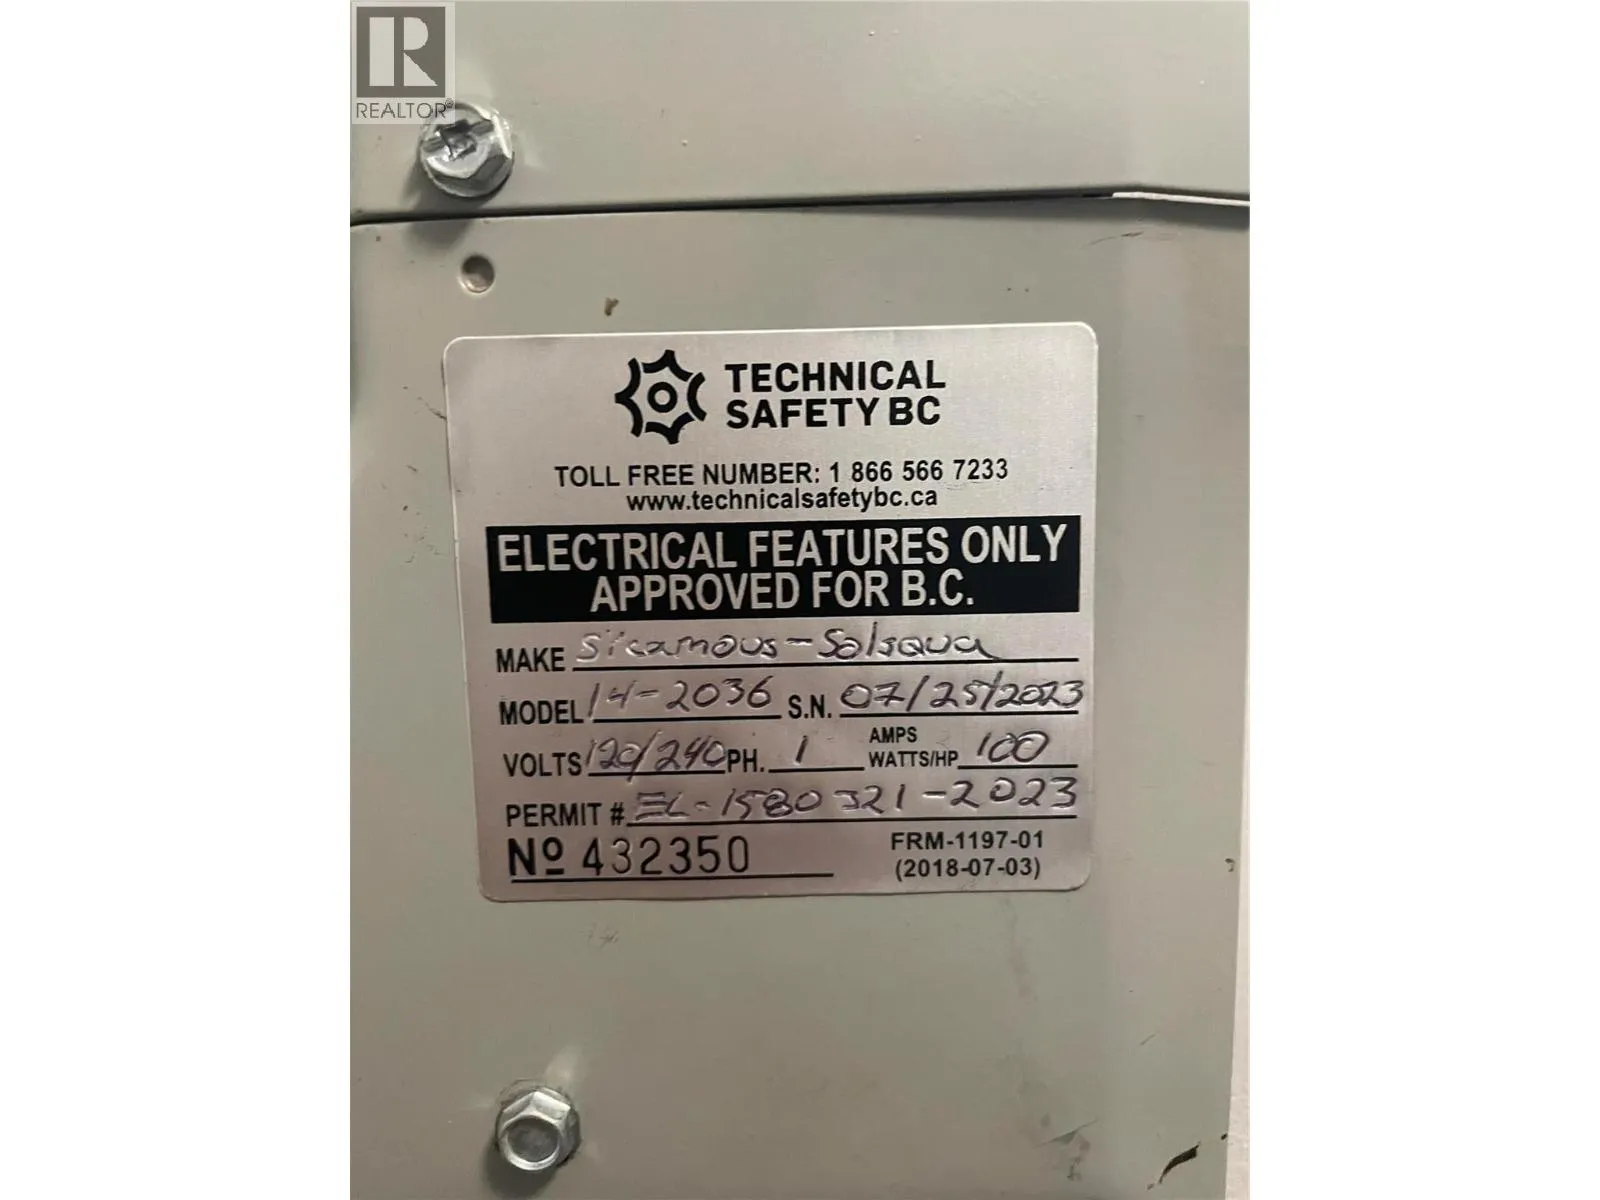 R
REALTOR®
TECHNICAL
SAFETY BC
TOLL FREE NUMBER: 1 866 566 7233
www.technicalsafetybc.ca
ELECTRICAL FEATURES ONLY
APPROVED FOR B.C.
MAKE Sicamous-Solsqua
MODEL 14-2036 S.N. 07/25/2023
VOLTS 120/240 PH. 1 AMPS WATTS/HP 100
PERMIT # EL-1580321-2023
Nº 432350 FRM-1197-01
(2018-07-03)